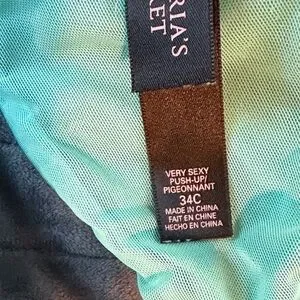 RIA'S
RET
VERY SEXY
PUSH-UP/
PIGEONNANT
34C
MADE IN CHINA
FAIT EN CHINE
HECHO EN CHINA